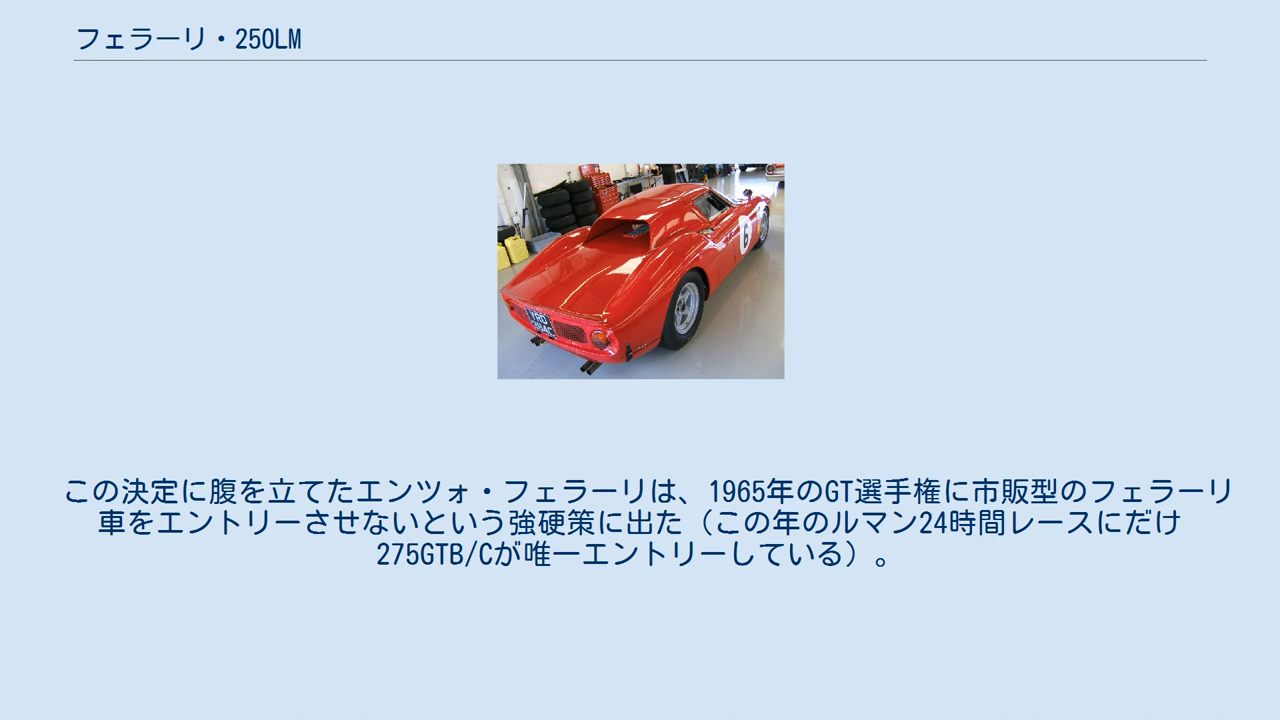 フェラーリ・250LM
6
YRD
この決定に腹を立てたエンツォ・フェラーリは、1965年のGT選手権に市販型のフェラーリ
車をエントリーさせないという強硬策に出た（この年のルマン24時間レースにだけ
275GTB/Cが唯一エントリーしている）。